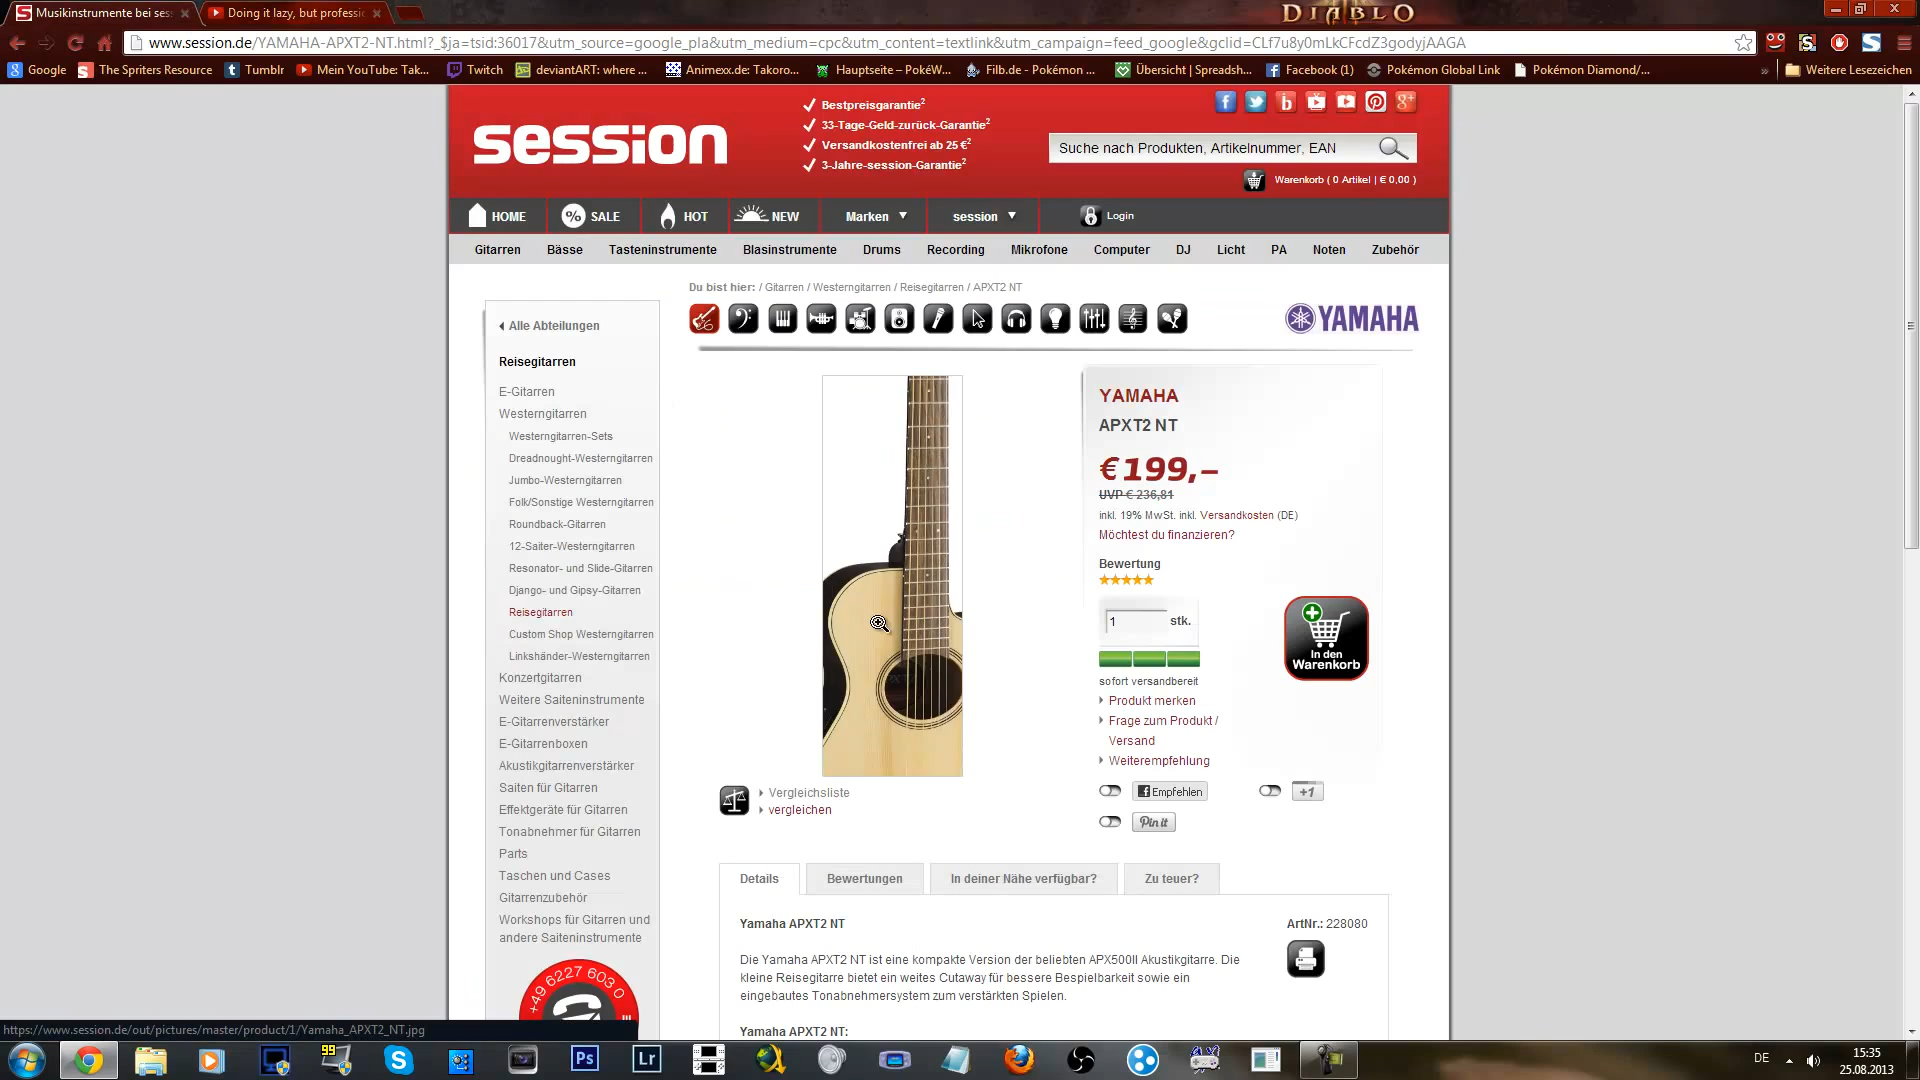 Musikinstrumente bei ses
Doing it lazy, but professi
DIABLO
www.session.de/YAMAHA-APXT2-NT.html?_$ja=tsid:36017&utm_source=google_pla&utm_medium=cpc&utm_content=textlink&utm_campaign=feed_google&gclid=CLf7u8y0mLkCFcdZ3godyjAAGA
Google
The Spriters Resource
Tumblr
Mein YouTube: Tak...
Twitch
deviantART: where ...
Animexx.de: Takoro...
Hauptseite – PokéW...
Filb.de - Pokémon ...
Übersicht | Spreadsh...
Facebook (1)
Pokémon Global Link
Pokémon Diamond/...
»
Weitere Lesezeichen
session
Bestpreisgarantie2
33-Tage-Geld-zurück-Garantie2
Versandkostenfrei ab 25 €2
3-Jahre-session-Garantie2
Suche nach Produkten, Artikelnummer, EAN
Warenkorb ( 0 Artikel | € 0,00 )
HOME
SALE
HOT
NEW
Marken
session
Login
Gitarren
Bässe
Tasteninstrumente
Blasinstrumente
Drums
Recording
Mikrofone
Computer
DJ
Licht
PA
Noten
Zubehör
Du bist hier: / Gitarren / Westerngitarren / Reisegitarren / APXT2 NT
YAMAHA
Alle Abteilungen
Reisegitarren
E-Gitarren
Westerngitarren
Westerngitarren-Sets
Dreadnought-Westerngitarren
Jumbo-Westerngitarren
Folk/Sonstige Westerngitarren
Roundback-Gitarren
12-Saiter-Westerngitarren
Resonator- und Slide-Gitarren
Django- und Gipsy-Gitarren
Reisegitarren
Custom Shop Westerngitarren
Linkshänder-Westerngitarren
Konzertgitarren
Weitere Saiteninstrumente
E-Gitarrenverstärker
E-Gitarrenboxen
Akustikgitarrenverstärker
Saiten für Gitarren
Effektgeräte für Gitarren
Tonabnehmer für Gitarren
Parts
Taschen und Cases
Gitarrenzubehör
Workshops für Gitarren und
andere Saiteninstrumente
+49 6227 603 0
YAMAHA
APXT2 NT
€ 199,–
UVP € 236,81
inkl. 19% MwSt. inkl. Versandkosten (DE)
Möchtest du finanzieren?
Bewertung
1 stk.
In den
Warenkorb
sofort versandbereit
Produkt merken
Frage zum Produkt /
Versand
Weiterempfehlung
Empfehlen
+1
Pin it
Vergleichsliste
vergleichen
Details
Bewertungen
In deiner Nähe verfügbar?
Zu teuer?
Yamaha APXT2 NT
ArtNr.: 228080
Die Yamaha APXT2 NT ist eine kompakte Version der beliebten APX500II Akustikgitarre. Die
kleine Reisegitarre bietet ein weites Cutaway für bessere Bespielbarkeit sowie ein
eingebautes Tonabnehmersystem zum verstärkten Spielen.
Yamaha APXT2 NT:
https://www.session.de/out/pictures/master/product/1/Yamaha_APXT2_NT.jpg
99
Ps
Lr
DE
15:35
25.08.2013